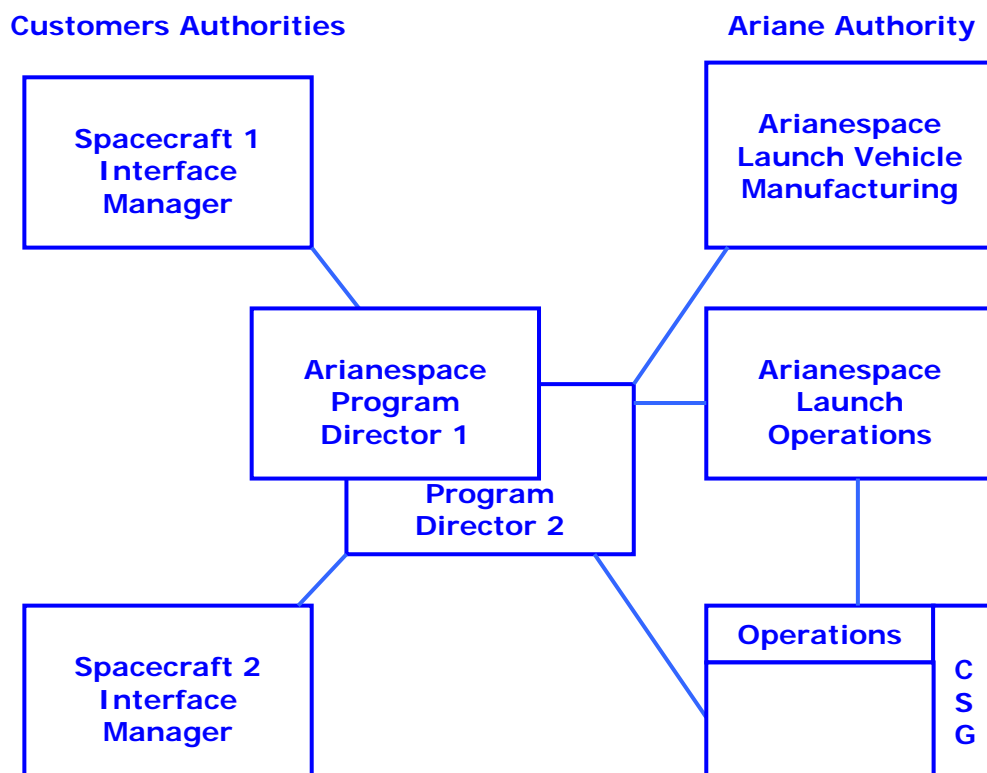 Customers Authorities
Ariane Authority
Spacecraft 1
Interface
Manager
Arianespace
Launch Vehicle
Manufacturing
Arianespace
Program
Director 1
Arianespace
Launch
Operations
Program
Director 2
Spacecraft 2
Interface
Manager
Operations
C
S
G